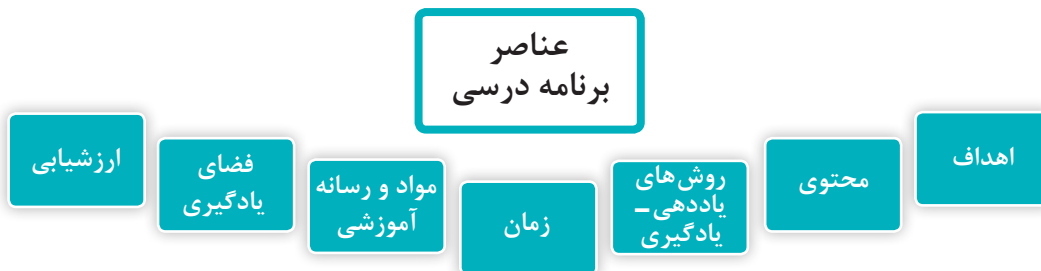 عناصر
برنامه درسی
اهداف
محتوی
روش‌های
یاددهی–
یادگیری
زمان
مواد و رسانه
آموزشی
فضای
یادگیری
ارزشیابی